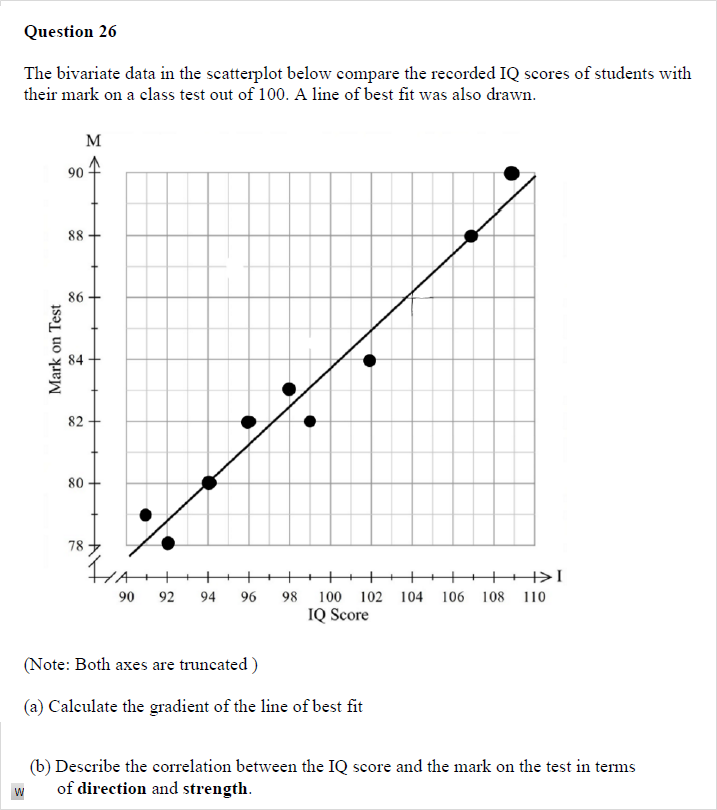 Question 26
The bivariate data in the scatterplot below compare the recorded IQ scores of students with
their mark on a class test out of 100. A line of best fit was also drawn.
M
90
88
86
84
82
80
78
Mark on Test
I
90 92 94 96 98 100 102 104 106 108 110
IQ Score
(Note: Both axes are truncated )
(a) Calculate the gradient of the line of best fit
(b) Describe the correlation between the IQ score and the mark on the test in terms
of direction and strength.
W